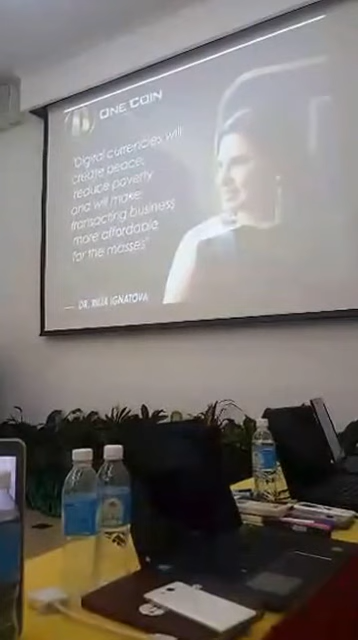 ONE COIN
"Digital currencies will
create peace,
reduce poverty
and will make
transacting business
more affordable
for the masses"
— DR. RUJA IGNATOVA